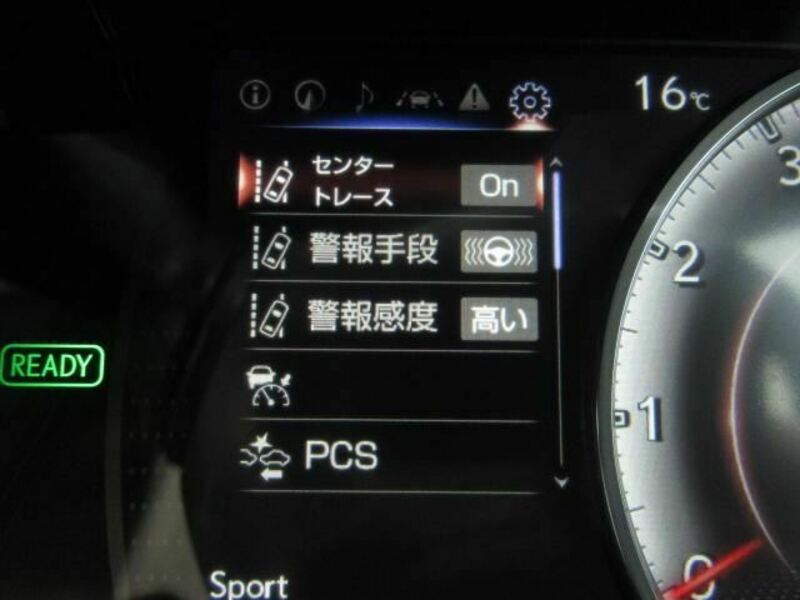 16℃
センター
トレース
On
警報手段
警報感度
高い
PCS
READY
Sport
3
2
1
0